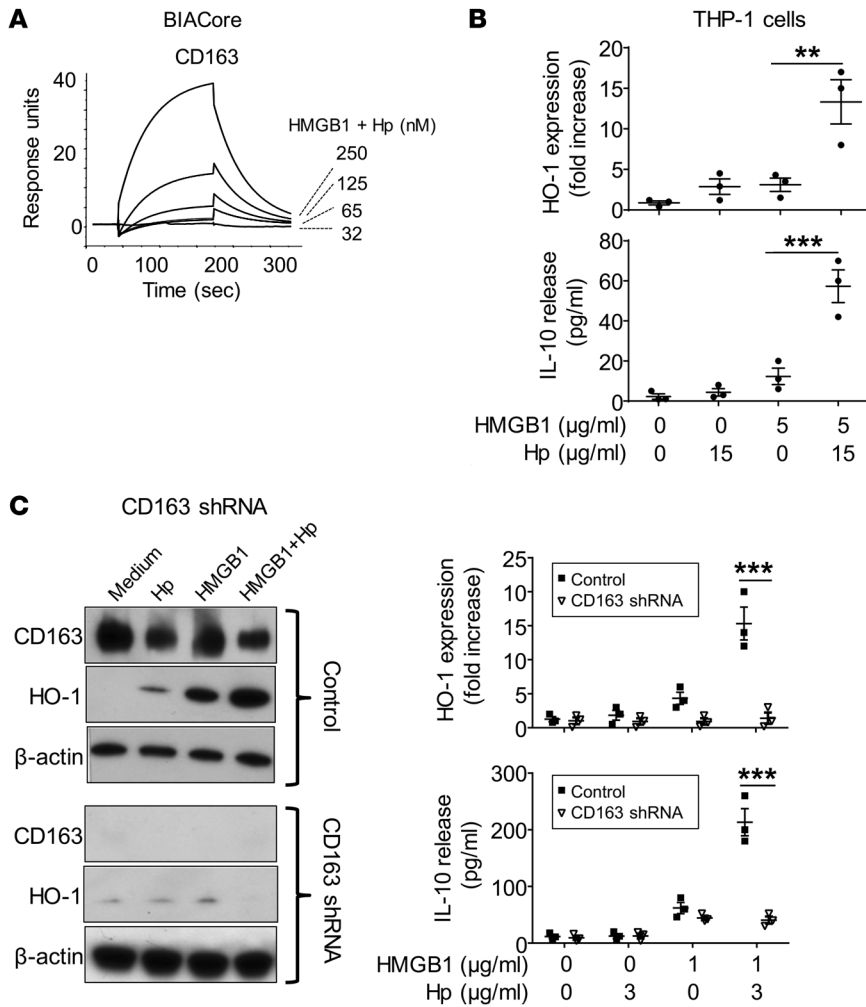 A
BIACore
CD163
Response units
40
20
0
0
100
200
300
Time (sec)
HMGB1 + Hp (nM)
250
125
65
32
B
THP-1 cells
HO-1 expression
(fold increase)
20
15
10
5
0
**
IL-10 release
(pg/ml)
80
60
40
20
0
***
HMGB1 (µg/ml) 0 0 5 5
Hp (µg/ml) 0 15 0 15
C
CD163 shRNA
Medium
Hp
HMGB1
HMGB1+Hp
CD163
HO-1
β-actin
Control
CD163
HO-1
β-actin
CD163 shRNA
HO-1 expression
(fold increase)
25
20
15
10
5
0
Control
CD163 shRNA
***
IL-10 release
(pg/ml)
300
200
100
0
Control
CD163 shRNA
***
HMGB1 (µg/ml) 0 0 1 1
Hp (µg/ml) 0 3 0 3